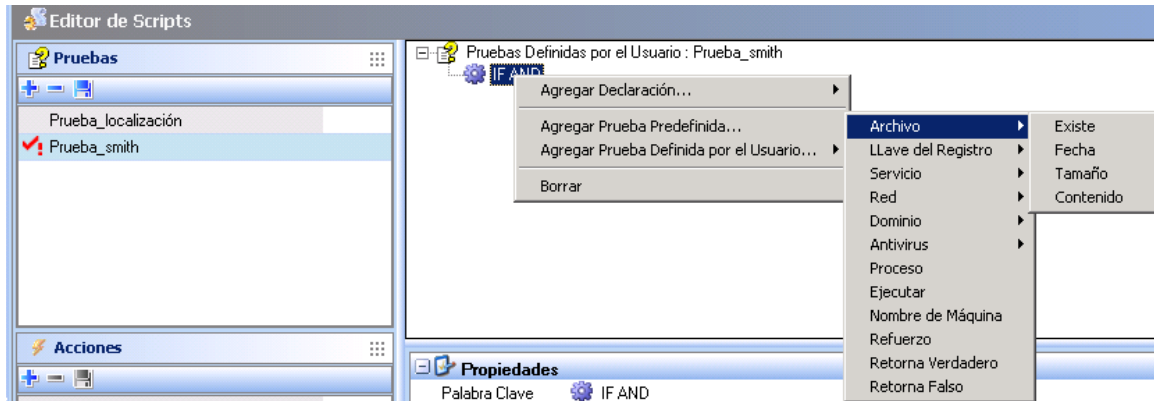 Editor de Scripts
Pruebas
Prueba_localización
Prueba_smith
Acciones
Pruebas Definidas por el Usuario : Prueba_smith
IF AND
Agregar Declaración...
Agregar Prueba Predefinida...
Agregar Prueba Definida por el Usuario...
Borrar
Archivo
LLave del Registro
Servicio
Red
Dominio
Antivirus
Proceso
Ejecutar
Nombre de Máquina
Refuerzo
Retorna Verdadero
Retorna Falso
Existe
Fecha
Tamaño
Contenido
Propiedades
Palabra Clave IF AND